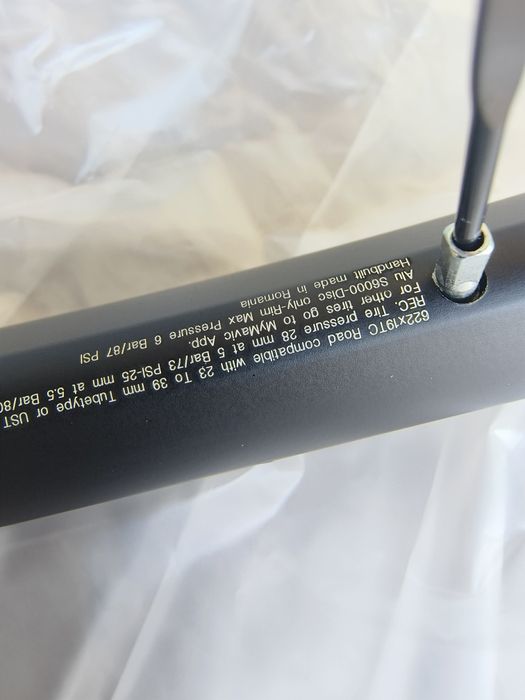 622x19TC Road compatible with 23 To 39 mm Tubetype or UST
REC. Tire pressure 28 mm at 5 Bar/73 PSI-25 mm at 5.5 Bar/80
For other tires go to MyMavic App.
Alu S6000-Disc only-Rim Max Pressure 6 Bar/87 PSI
Handbuilt made in Romania